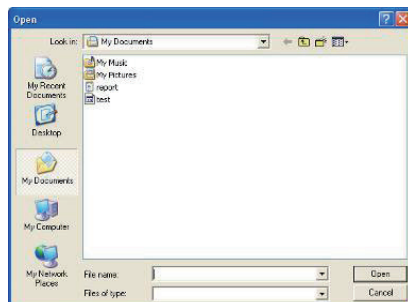 Open
Look in: My Documents
My Recent
Documents
Desktop
My Documents
My Computer
My Network
Places
My Music
My Pictures
report
test
File name:
Open
Files of type:
Cancel